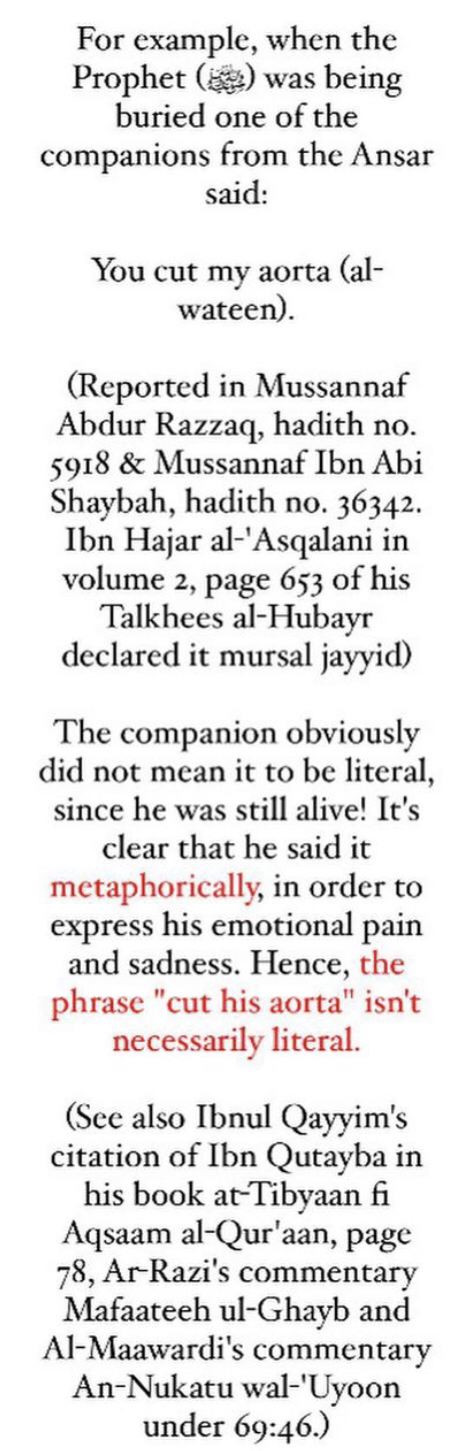 For example, when the
Prophet (ﷺ) was being
buried one of the
companions from the Ansar
said:
You cut my aorta (al-
wateen).
(Reported in Mussannaf
Abdur Razzaq, hadith no.
5918 & Mussannaf Ibn Abi
Shaybah, hadith no. 36342.
Ibn Hajar al-'Asqalani in
volume 2, page 653 of his
Talkhees al-Hubayr
declared it mursal jayyid)
The companion obviously
did not mean it to be literal,
since he was still alive! It's
clear that he said it
metaphorically, in order to
express his emotional pain
and sadness. Hence, the
phrase "cut his aorta" isn't
necessarily literal.
(See also Ibnul Qayyim's
citation of Ibn Qutayba in
his book at-Tibyaan fi
Aqsaam al-Qur'aan, page
78, Ar-Razi's commentary
Mafaateeh ul-Ghayb and
Al-Maawardi's commentary
An-Nukatu wal-'Uyoon
under 69:46.)